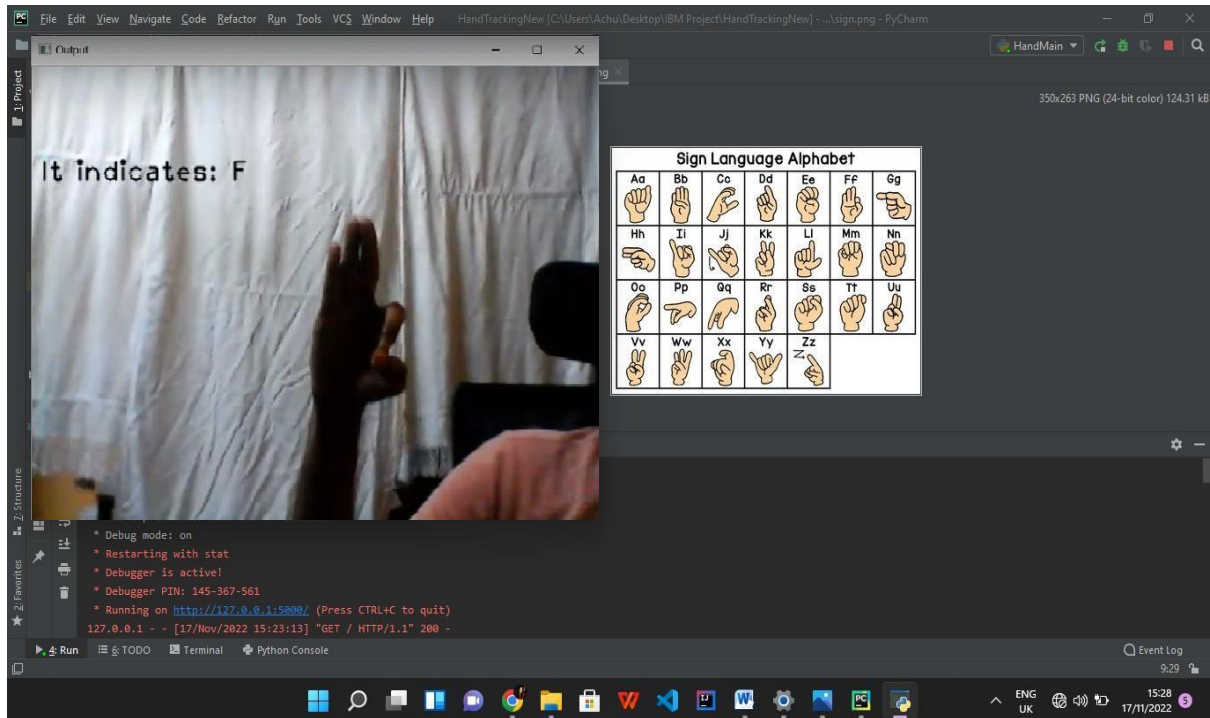 File Edit View Navigate Code Refactor Run Tools VCS Window Help HandTrackingNew [C:\Users\Achu\Desktop\IBM Project\HandTrackingNew] - ...\sign.png - PyCharm
Output
HandMain
ng
1: Project
350x263 PNG (24-bit color) 124.31 kB
It indicates: F
Sign Language Alphabet
Aa Bb Cc Dd Ee Ff Gg
Hh Ii Jj Kk Ll Mm Nn
Oo Pp Qq Rr Ss Tt Uu
Vv Ww Xx Yy Zz
Z
7: Structure
2: Favorites
* Debug mode: on
* Restarting with stat
* Debugger is active!
* Debugger PIN: 145-367-561
* Running on http://127.0.0.1:5000/ (Press CTRL+C to quit)
127.0.0.1 - - [17/Nov/2022 15:23:13] "GET / HTTP/1.1" 200 -
4: Run 6: TODO Terminal Python Console Event Log
9:29
ENG
UK
15:28
17/11/2022
5